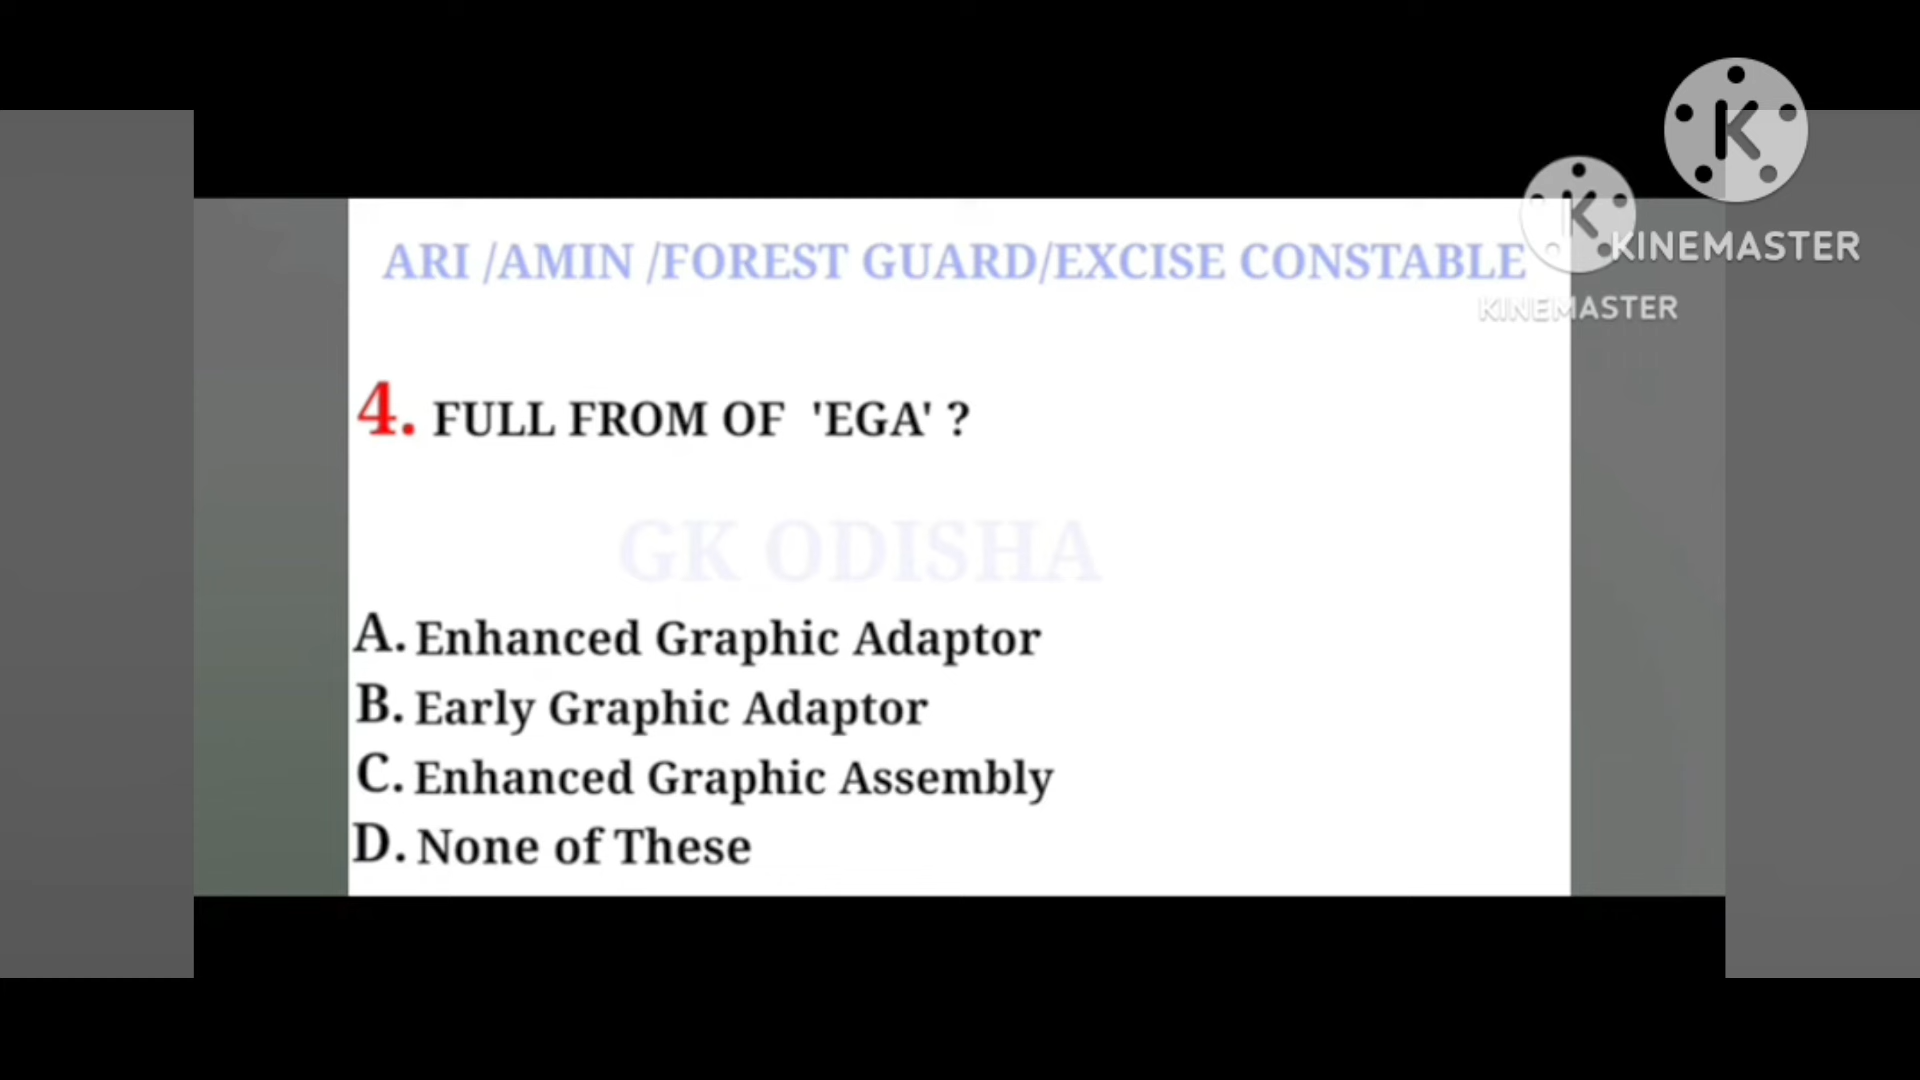 K
K
KINEMASTER
ARI /AMIN /FOREST GUARD/EXCISE CONSTABLE
KINEMASTER
4. FULL FROM OF 'EGA' ?
GK ODISHA
A. Enhanced Graphic Adaptor
B. Early Graphic Adaptor
C. Enhanced Graphic Assembly
D. None of These